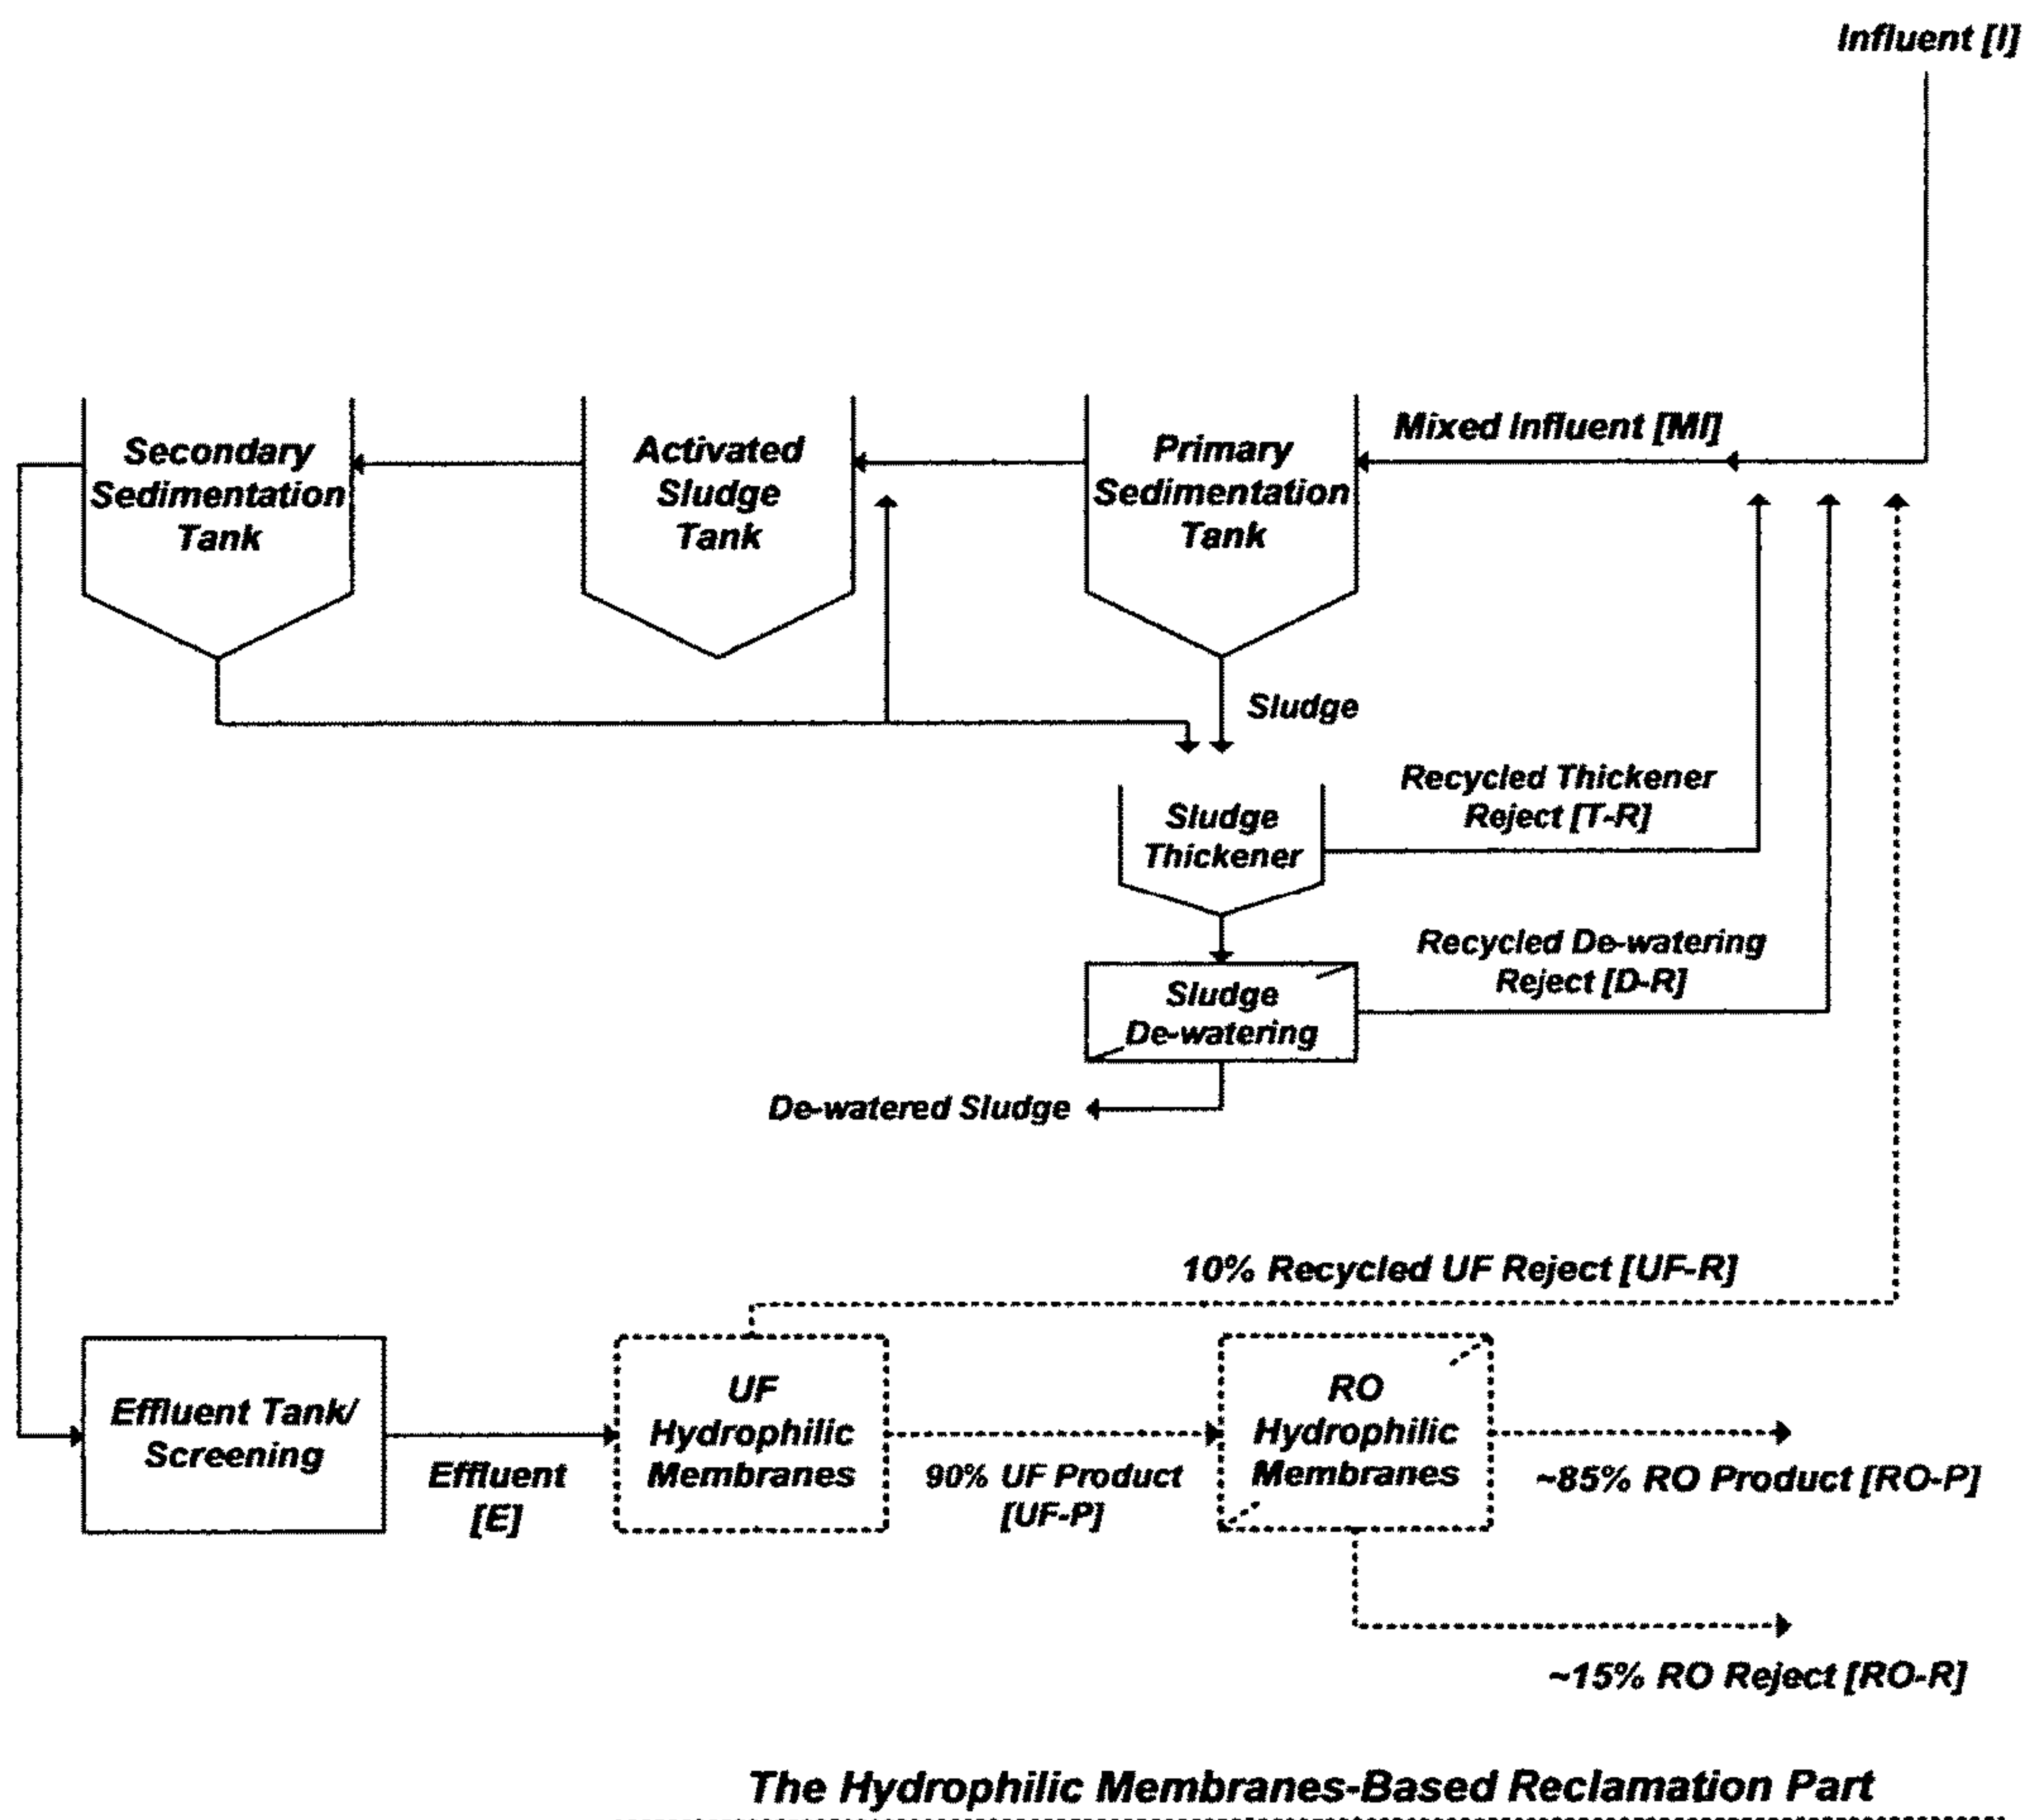 Influent [I]
Mixed Influent [MI]
Secondary
Sedimentation
Tank
Activated
Sludge
Tank
Primary
Sedimentation
Tank
Sludge
Recycled Thickener
Reject [T-R]
Sludge
Thickener
Recycled De-watering
Reject [D-R]
Sludge
De-watering
De-watered Sludge
10% Recycled UF Reject [UF-R]
Effluent Tank/
Screening
Effluent
[E]
UF
Hydrophilic
Membranes
90% UF Product
[UF-P]
RO
Hydrophilic
Membranes
~85% RO Product [RO-P]
~15% RO Reject [RO-R]
The Hydrophilic Membranes-Based Reclamation Part